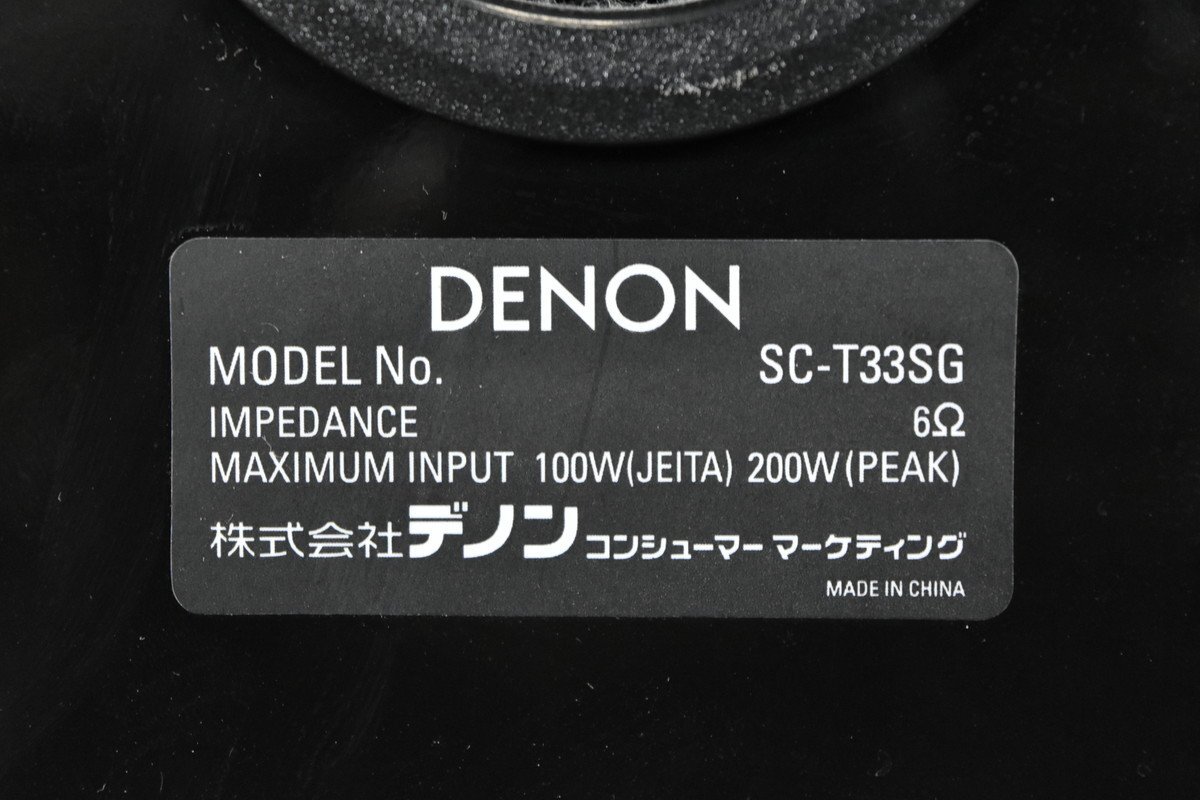 DENON
MODEL No. SC-T33SG
IMPEDANCE 6Ω
MAXIMUM INPUT 100W(JEITA) 200W(PEAK)
株式会社デノン コンシューマー マーケティング
MADE IN CHINA